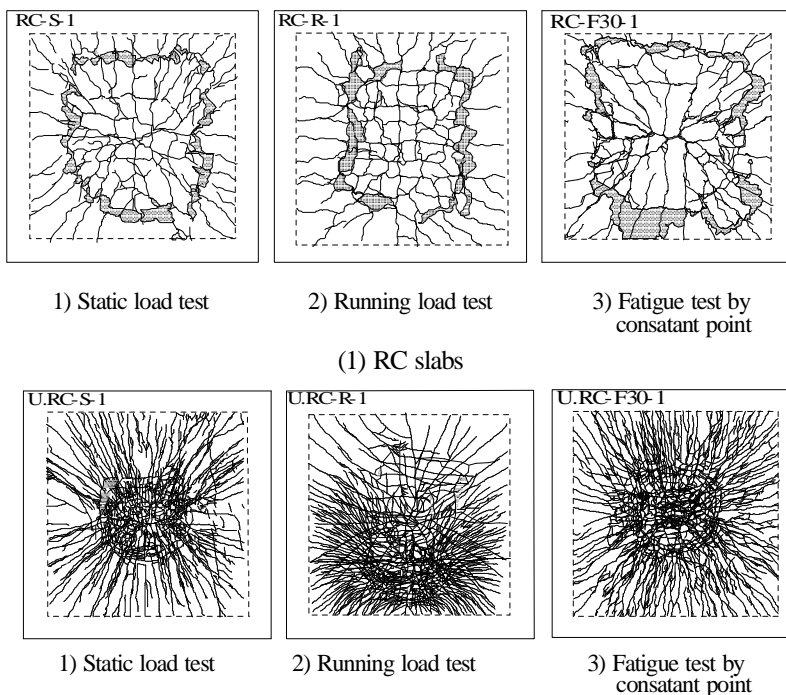 RC-S-1
RC-R-1
RC-F30-1
1) Static load test
2) Running load test
3) Fatigue test by
consatant point
(1) RC slabs
U.RC-S-1
U.RC-R-1
U.RC-F30-1
1) Static load test
2) Running load test
3) Fatigue test by
consatant point